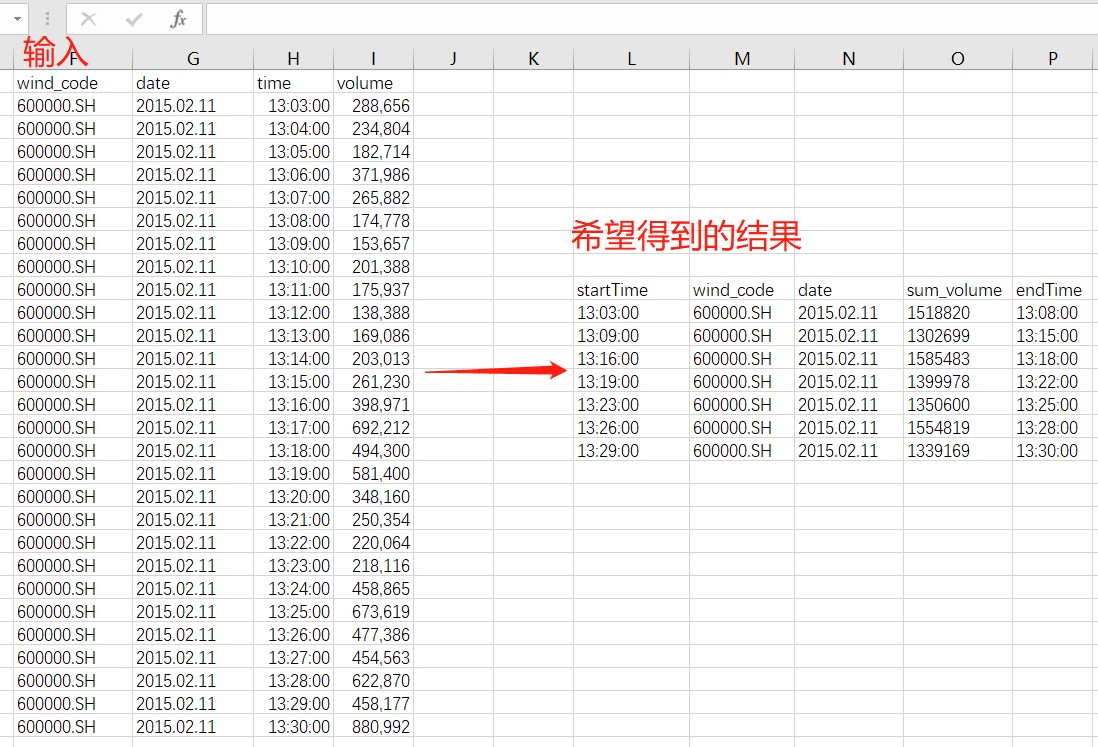 fx
输入
F G H I J K L M N O P
wind_code date time volume
600000.SH 2015.02.11 13:03:00 288,656
600000.SH 2015.02.11 13:04:00 234,804
600000.SH 2015.02.11 13:05:00 182,714
600000.SH 2015.02.11 13:06:00 371,986
600000.SH 2015.02.11 13:07:00 265,882
600000.SH 2015.02.11 13:08:00 174,778
600000.SH 2015.02.11 13:09:00 153,657
希望得到的结果
600000.SH 2015.02.11 13:10:00 201,388
600000.SH 2015.02.11 13:11:00 175,937 startTime wind_code date sum_volume endTime
600000.SH 2015.02.11 13:12:00 138,388 13:03:00 600000.SH 2015.02.11 1518820 13:08:00
600000.SH 2015.02.11 13:13:00 169,086 13:09:00 600000.SH 2015.02.11 1302699 13:15:00
600000.SH 2015.02.11 13:14:00 203,013 13:16:00 600000.SH 2015.02.11 1585483 13:18:00
600000.SH 2015.02.11 13:15:00 261,230 13:19:00 600000.SH 2015.02.11 1399978 13:22:00
600000.SH 2015.02.11 13:16:00 398,971 13:23:00 600000.SH 2015.02.11 1350600 13:25:00
600000.SH 2015.02.11 13:17:00 692,212 13:26:00 600000.SH 2015.02.11 1554819 13:28:00
600000.SH 2015.02.11 13:18:00 494,300 13:29:00 600000.SH 2015.02.11 1339169 13:30:00
600000.SH 2015.02.11 13:19:00 581,400
600000.SH 2015.02.11 13:20:00 348,160
600000.SH 2015.02.11 13:21:00 250,354
600000.SH 2015.02.11 13:22:00 220,064
600000.SH 2015.02.11 13:23:00 218,116
600000.SH 2015.02.11 13:24:00 458,865
600000.SH 2015.02.11 13:25:00 673,619
600000.SH 2015.02.11 13:26:00 477,386
600000.SH 2015.02.11 13:27:00 454,563
600000.SH 2015.02.11 13:28:00 622,870
600000.SH 2015.02.11 13:29:00 458,177
600000.SH 2015.02.11 13:30:00 880,992